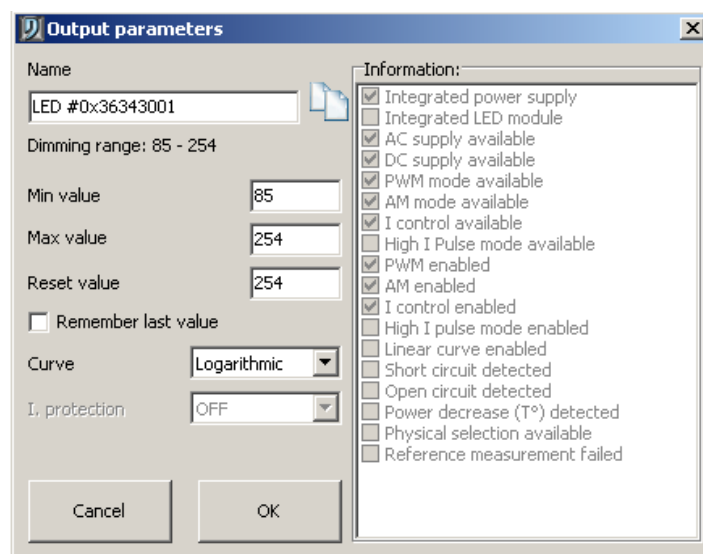 Output parameters
Name
LED #0x36343001
Dimming range: 85 - 254
Min value 85
Max value 254
Reset value 254
Remember last value
Curve Logarithmic
I. protection OFF
Cancel OK
Information:
Integrated power supply
Integrated LED module
AC supply available
DC supply available
PWM mode available
AM mode available
I control available
High I Pulse mode available
PWM enabled
AM enabled
I control enabled
High I pulse mode enabled
Linear curve enabled
Short circuit detected
Open circuit detected
Power decrease (T°) detected
Physical selection available
Reference measurement failed